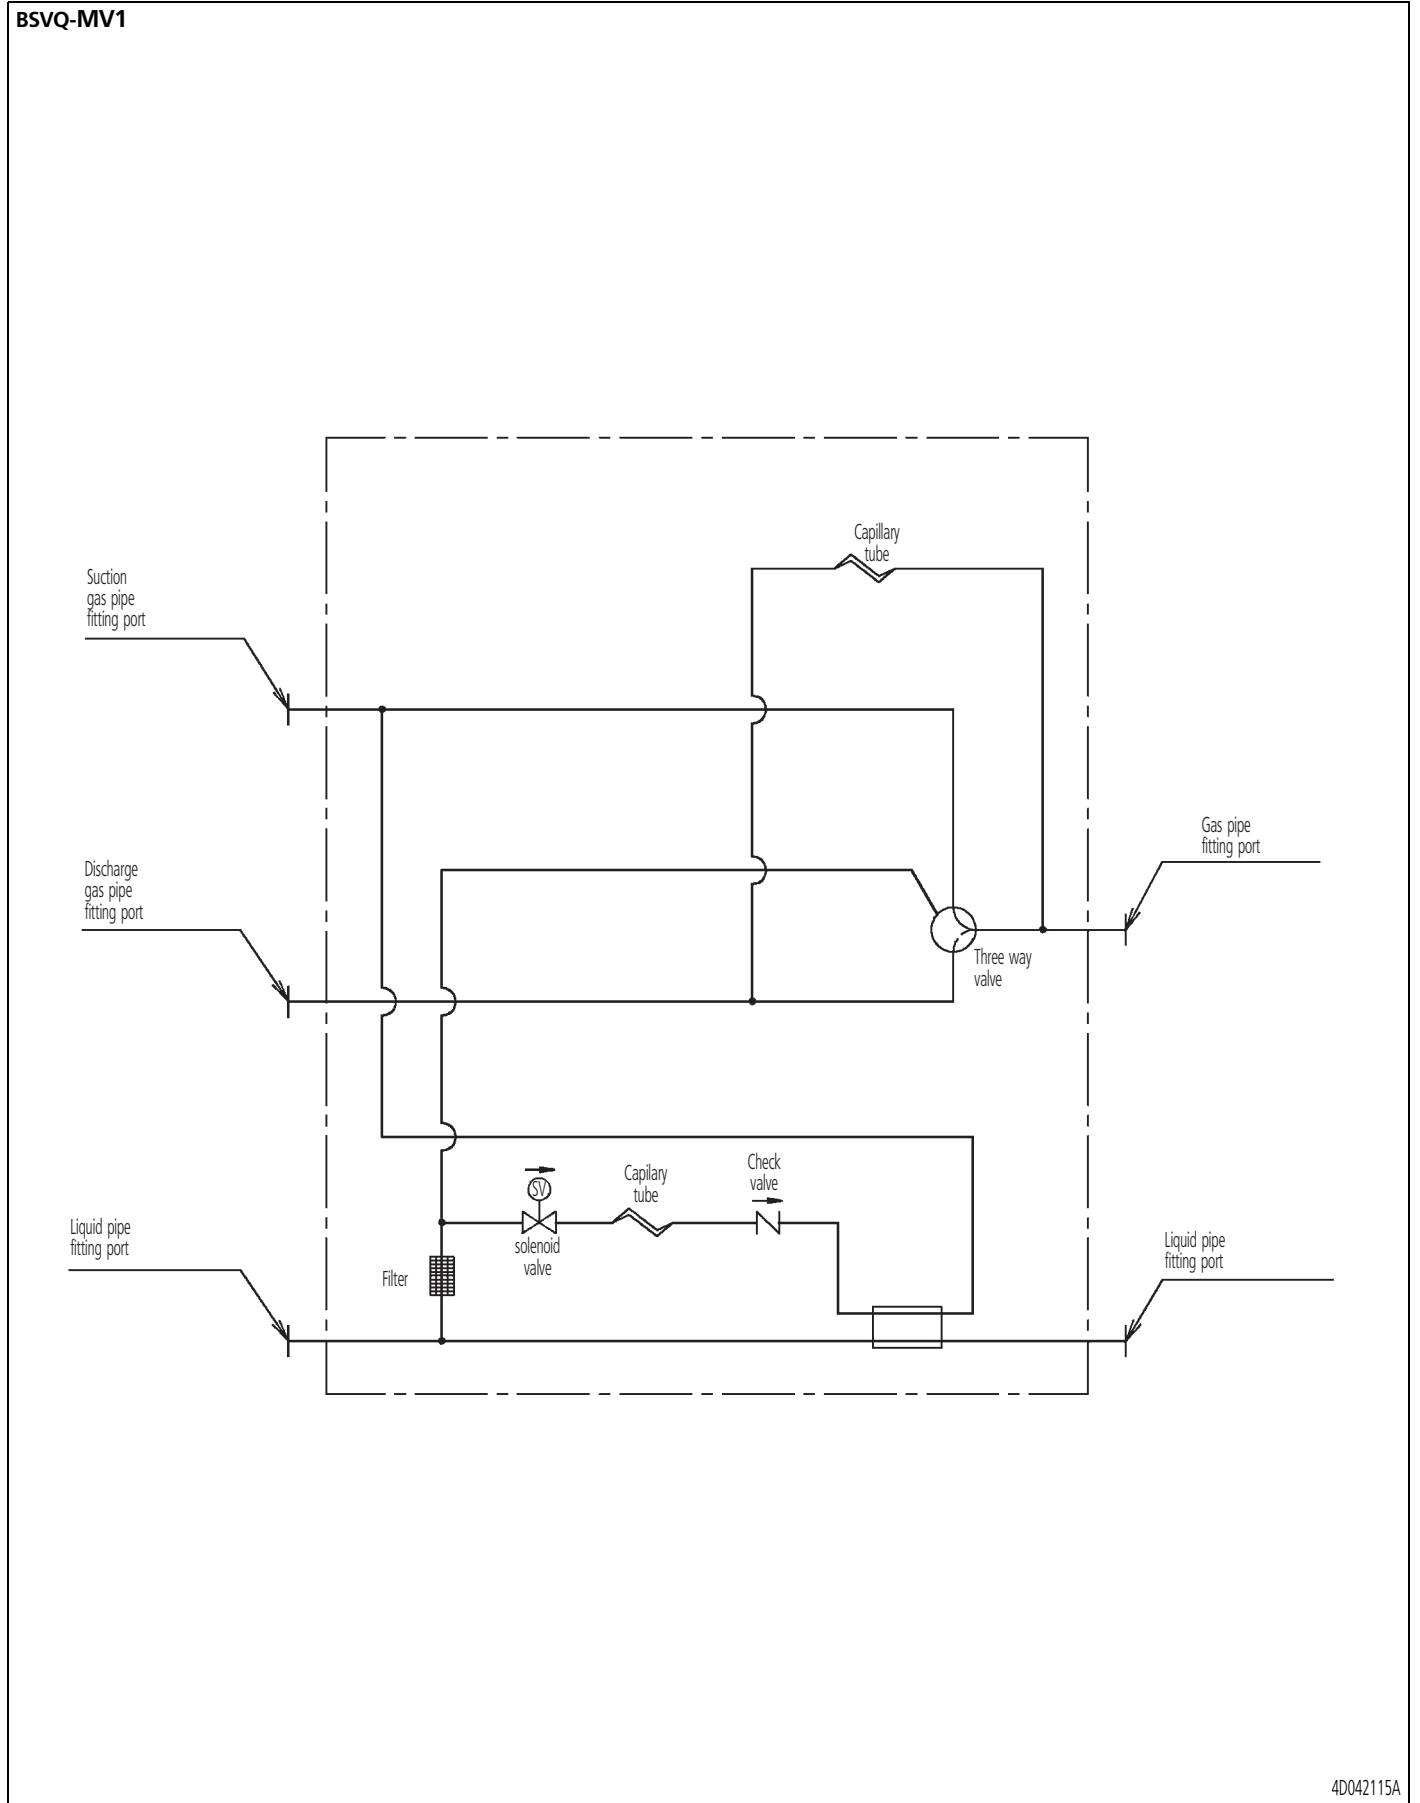 BSVQ-MV1
Capillary
tube
Suction
gas pipe
fitting port
Gas pipe
fitting port
Discharge
gas pipe
fitting port
Three way
valve
Check
valve
Capilary
tube
SV
Liquid pipe
fitting port
solenoid
valve
Liquid pipe
fitting port
Filter
4D042115A